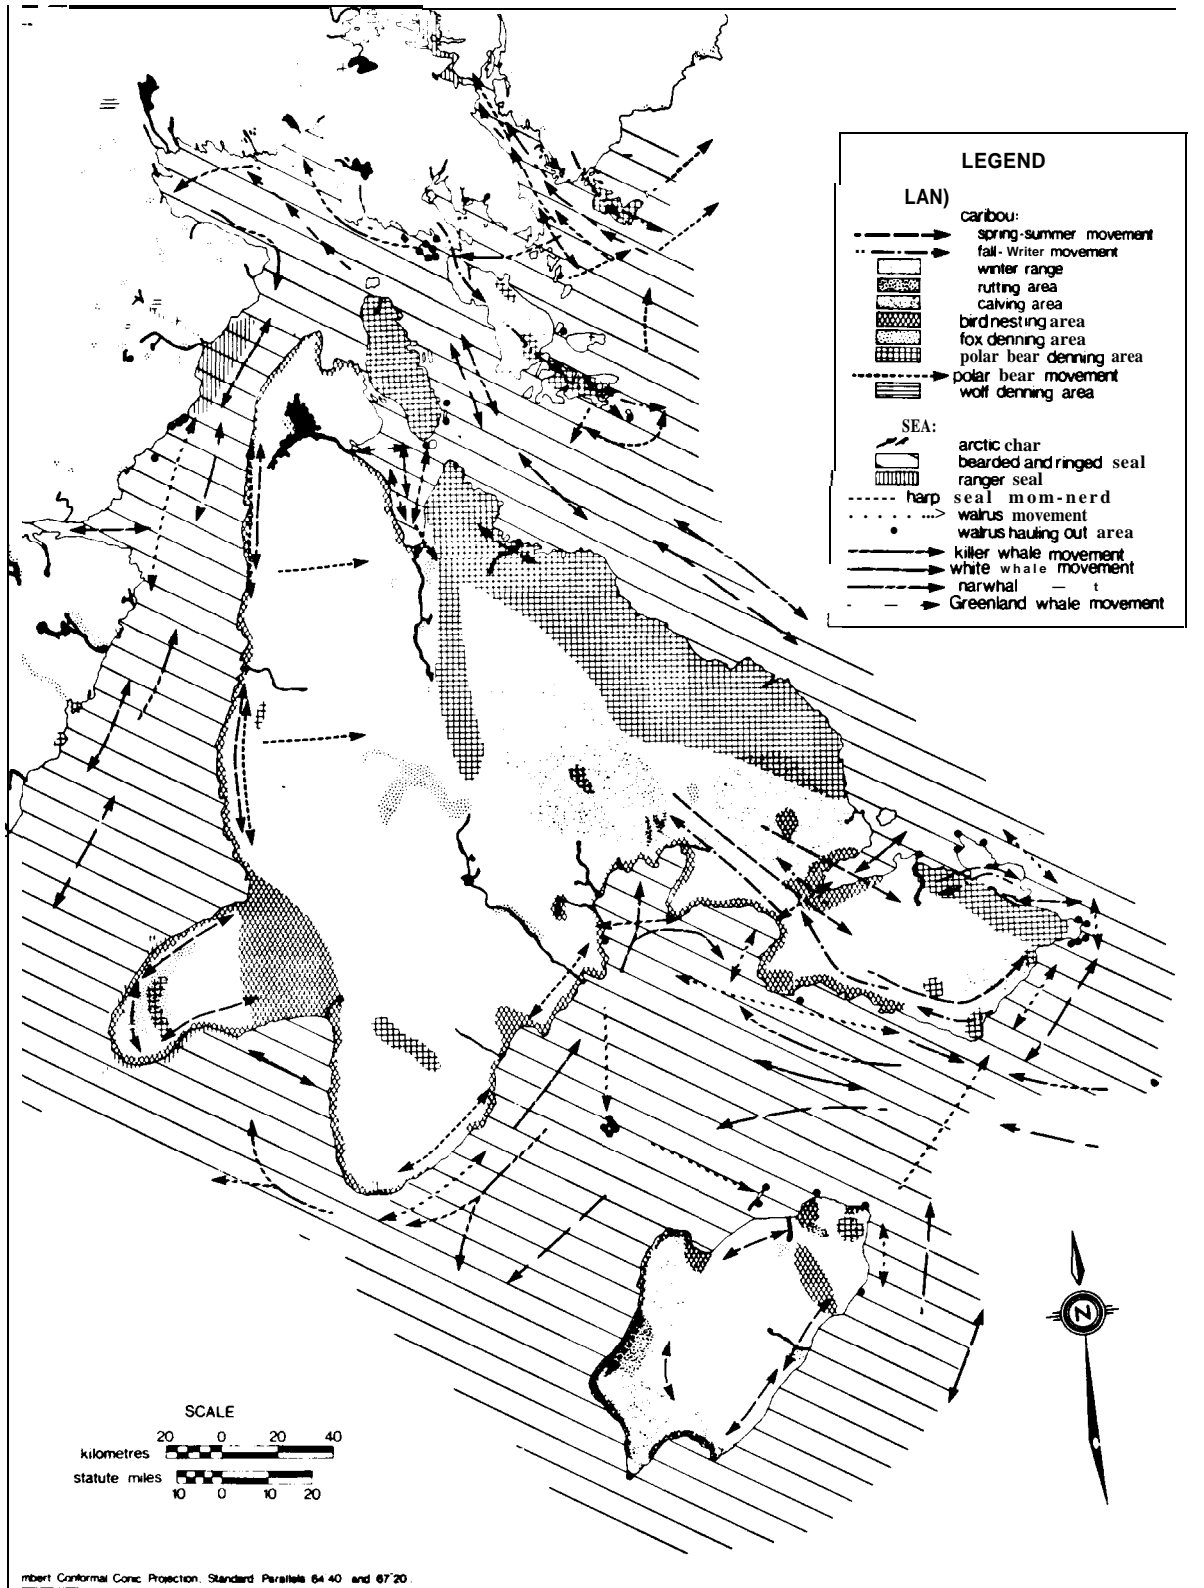 LEGEND
LAN)
caribou:
spring-summer movement
fall - Writer movement
winter range
rutting area
calving area
bird nesting area
fox denning area
polar bear denning area
polar bear movement
wolf denning area
SEA:
arctic char
bearded and ringed seal
ranger seal
harp seal mom-nerd
walrus movement
walrus hauling out area
killer whale movement
white whale movement
narwhal — t
Greenland whale movement
N
SCALE
20 0 20 40
kilometres
statute miles
10 0 10 20
mbert Conformal Conic Projection. Standard Parallels 64 40 and 67°20